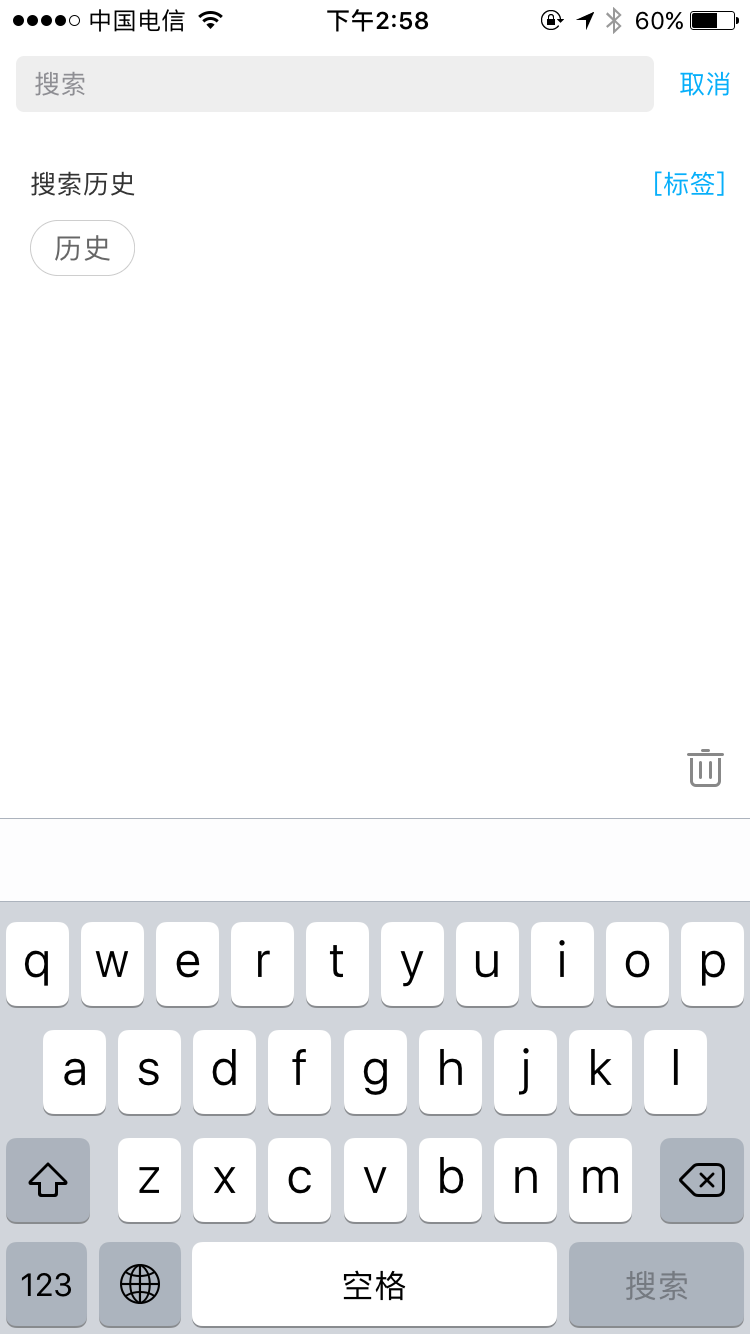 中国电信 下午2:58 60%
搜索 取消
搜索历史 [标签]
历史
q w e r t y u i o p
a s d f g h j k l
z x c v b n m
123 空格 搜索